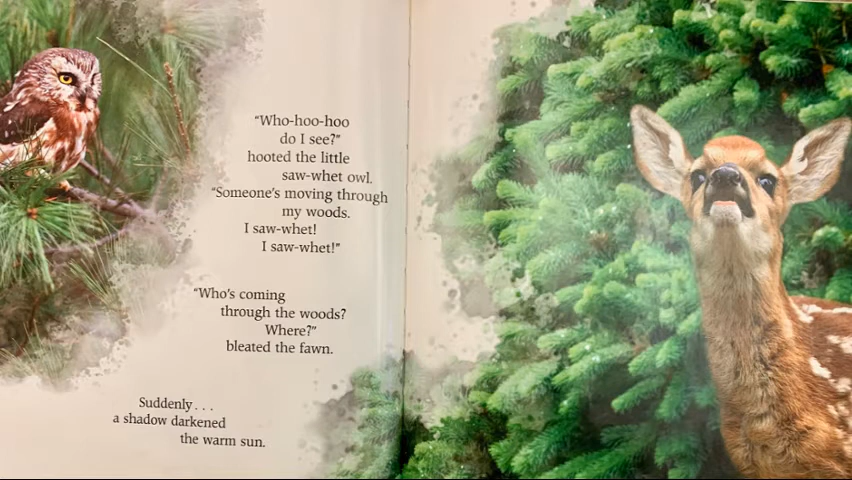 "Who-hoo-hoo
do I see?"
hooted the little
saw-whet owl.
"Someone's moving through
my woods.
I saw-whet!
I saw-whet!"
"Who's coming
through the woods?
Where?"
bleated the fawn.
Suddenly . . .
a shadow darkened
the warm sun.